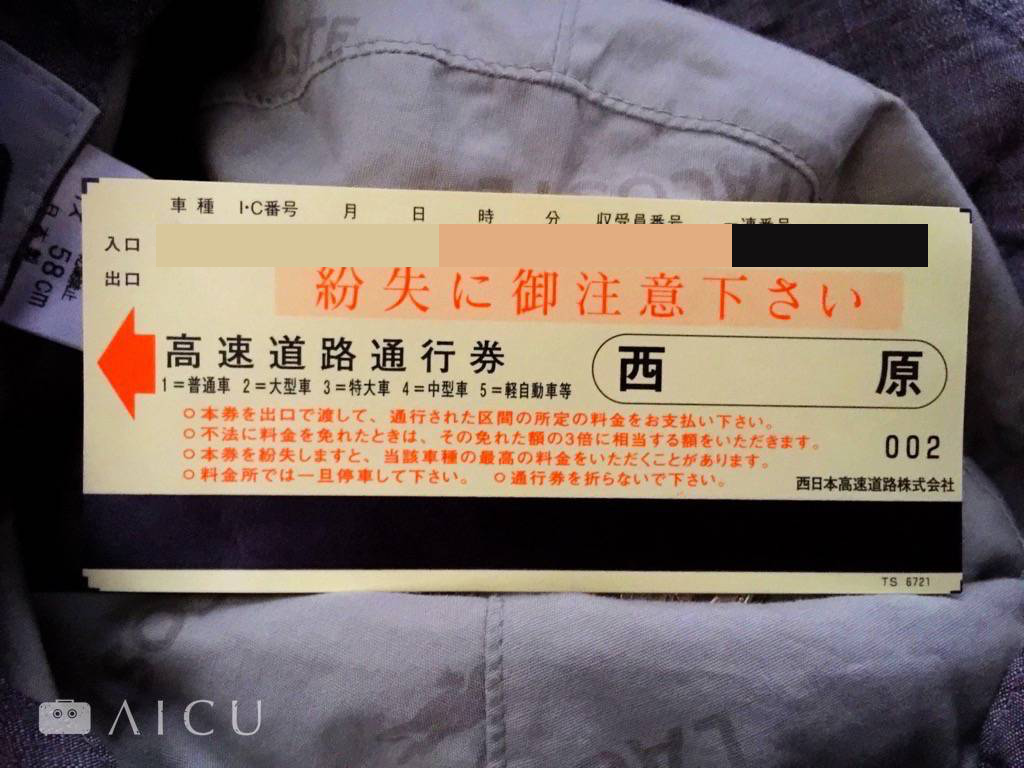 車種 I・C番号 月 日 時 分 収受員番号 一連番号
入口
出口
紛失に御注意下さい
高速道路通行券
西原
1=普通車 2=大型車 3=特大車 4=中型車 5=軽自動車等
○本券を出口で渡して、通行された区間の所定の料金をお支払い下さい。
○不法に料金を免れたときは、その免れた額の3倍に相当する額をいただきます。
002
○本券を紛失しますと、当該車種の最高の料金をいただくことがあります。
○料金所では一旦停車して下さい。 ○通行券を折らないで下さい。
西日本高速道路株式会社
TS 6721
58cm
LACOSTE
AICU